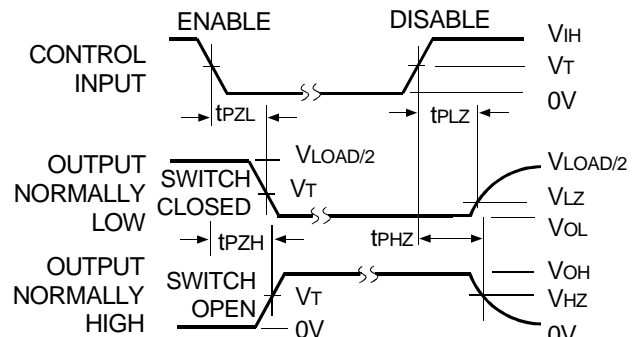 ENABLE
DISABLE
CONTROL
INPUT
VIH
VT
0V
tPZL
tPLZ
OUTPUT
NORMALLY
LOW
SWITCH
CLOSED
VLOAD/2
VT
VLOAD/2
VLZ
VOL
tPZH
tPHZ
OUTPUT
NORMALLY
HIGH
SWITCH
OPEN
VT
0V
VOH
VHZ
0V